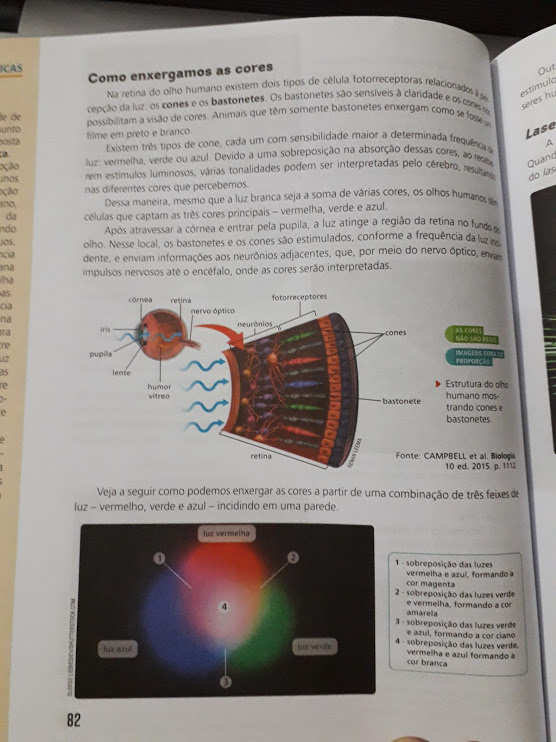 ICAS
Como enxergamos as cores
Na retina do olho humano existem dois tipos de célula fotorreceptoras relacionados à per-
cepção da luz: os cones e os bastonetes. Os bastonetes são sensíveis à claridade e os cones nos
possibilitam a visão de cores. Animais que têm somente bastonetes enxergam como se fosse um
filme em preto e branco.
Existem três tipos de cone, cada um com sensibilidade maior a determinada frequência de
luz: vermelha, verde ou azul. Devido a uma sobreposição na absorção dessas cores, ao recebe-
rem estímulos luminosos, várias tonalidades podem ser interpretadas pelo cérebro, resultando
nas diferentes cores que percebemos.
Dessa maneira, mesmo que a luz branca seja a soma de várias cores, os olhos humanos têm
células que captam as três cores principais – vermelha, verde e azul.
Após atravessar a córnea e entrar pela pupila, a luz atinge a região da retina no fundo do
olho. Nesse local, os bastonetes e os cones são estimulados, conforme a frequência da luz inci-
dente, e enviam informações aos neurônios adjacentes, que, por meio do nervo óptico, enviam
impulsos nervosos até o encéfalo, onde as cores serão interpretadas.
córnea
retina
nervo óptico
íris
pupila
lente
humor
vítreo
neurônios
fotorreceptores
cones
bastonete
retina
AS CORES
NÃO SÃO REAIS
IMAGENS FORA DE
PROPORÇÃO
Estrutura do olho
humano mos-
trando cones e
bastonetes.
Fonte: CAMPBELL et al. Biologia.
10 ed. 2015. p. 1112.
Veja a seguir como podemos enxergar as cores a partir de uma combinação de três feixes de
luz – vermelho, verde e azul – incidindo em uma parede.
luz vermelha
1
2
4
luz azul
luz verde
3
1 - sobreposição das luzes
vermelha e azul, formando a
cor magenta
2 - sobreposição das luzes verde
e vermelha, formando a cor
amarela
3 - sobreposição das luzes verde
e azul, formando a cor ciano
4 - sobreposição das luzes verde,
vermelha e azul formando a
cor branca
82
Out
estímulo
seres hu
Lase
A
Quand
do lase